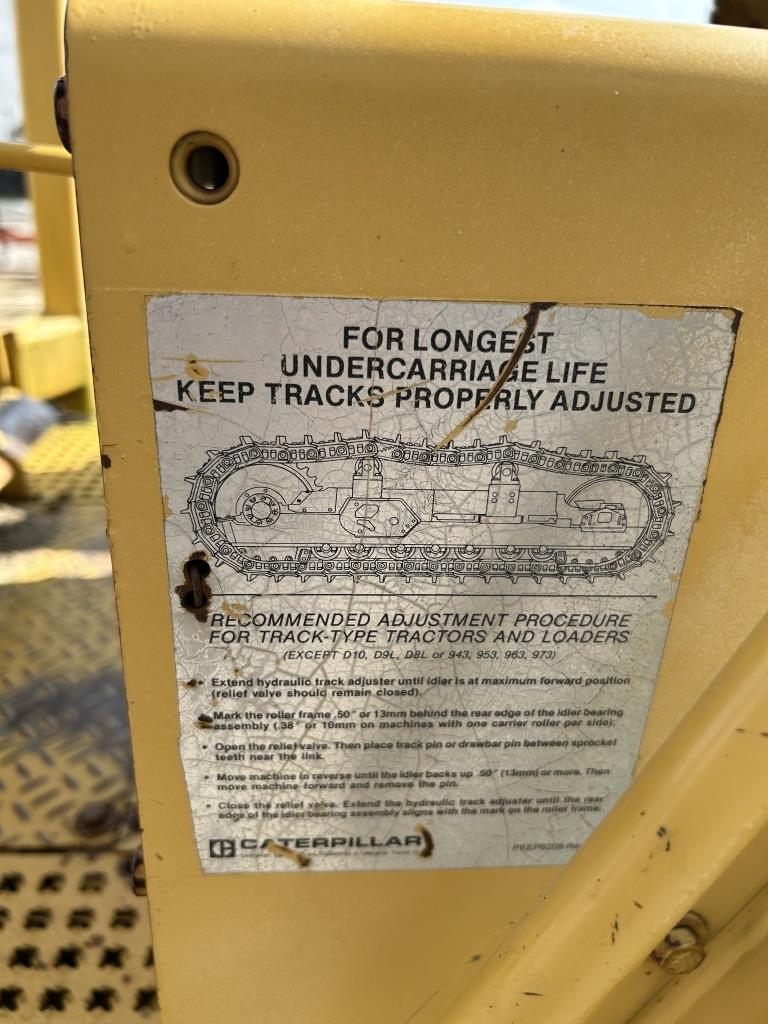 FOR LONGEST
UNDERCARRIAGE LIFE
KEEP TRACKS PROPERLY ADJUSTED
RECOMMENDED ADJUSTMENT PROCEDURE
FOR TRACK-TYPE TRACTORS AND LOADERS
(EXCEPT D10, D9L, D8L or 943, 953, 963, 973)
• Extend hydraulic track adjuster until idler is at maximum forward position
(relief valve should remain closed).
• Mark the roller frame .50" or 13mm behind the rear edge of the idler bearing
assembly (.38" or 10mm on machines with one carrier roller per side).
• Open the relief valve. Then place track pin or drawbar pin between sprocket
teeth near the link.
• Move machine in reverse until the idler backs up .50" (13mm) or more. Then
move machine forward and remove the pin.
• Close the relief valve. Extend the hydraulic track adjuster until the rear
edge of the idler bearing assembly aligns with the mark on the roller frame.
CATERPILLAR